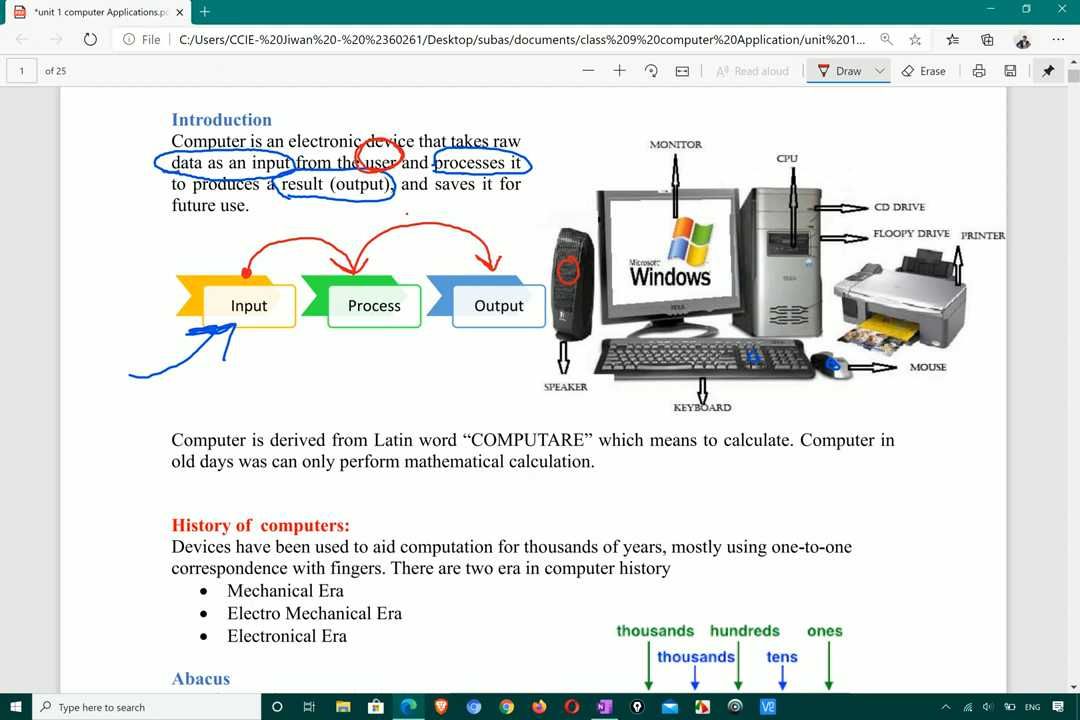 *unit 1 computer Applications.pc
File
C:/Users/CCIE-%20Jiwan%20-%20%2360261/Desktop/subas/documents/class%209%20computer%20Application/unit%201...
1 of 25
Read aloud
Draw
Erase
Introduction
Computer is an electronic device that takes raw
data as an input from the user and processes it
to produces a result (output), and saves it for
future use.
Input
Process
Output
MONITOR
CPU
CD DRIVE
FLOOPY DRIVE
PRINTER
Microsoft
Windows
SPEAKER
KEYBOARD
MOUSE
Computer is derived from Latin word “COMPUTARE” which means to calculate. Computer in
old days was can only perform mathematical calculation.
History of computers:
Devices have been used to aid computation for thousands of years, mostly using one-to-one
correspondence with fingers. There are two era in computer history
• Mechanical Era
• Electro Mechanical Era
• Electronical Era
thousands hundreds ones
thousands tens
Abacus
Type here to search
ENG